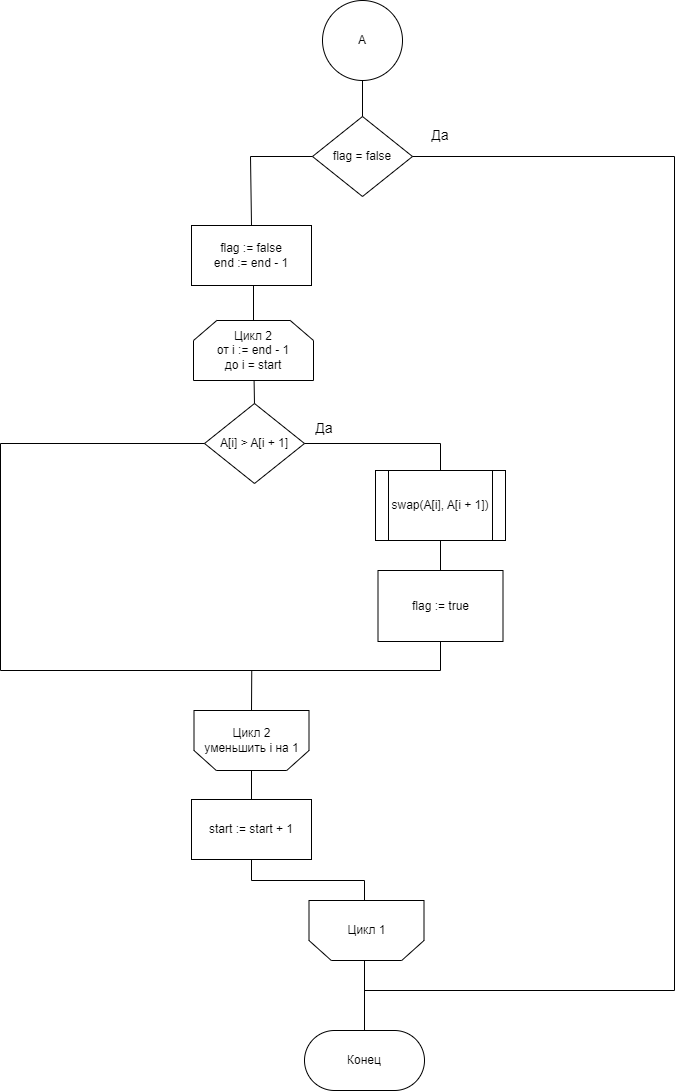 A
Да
flag = false
flag := false
end := end - 1
Цикл 2
от i := end - 1
до i = start
Да
A[i] > A[i + 1]
swap(A[i], A[i + 1])
flag := true
Цикл 2
уменьшить i на 1
start := start + 1
Цикл 1
Конец